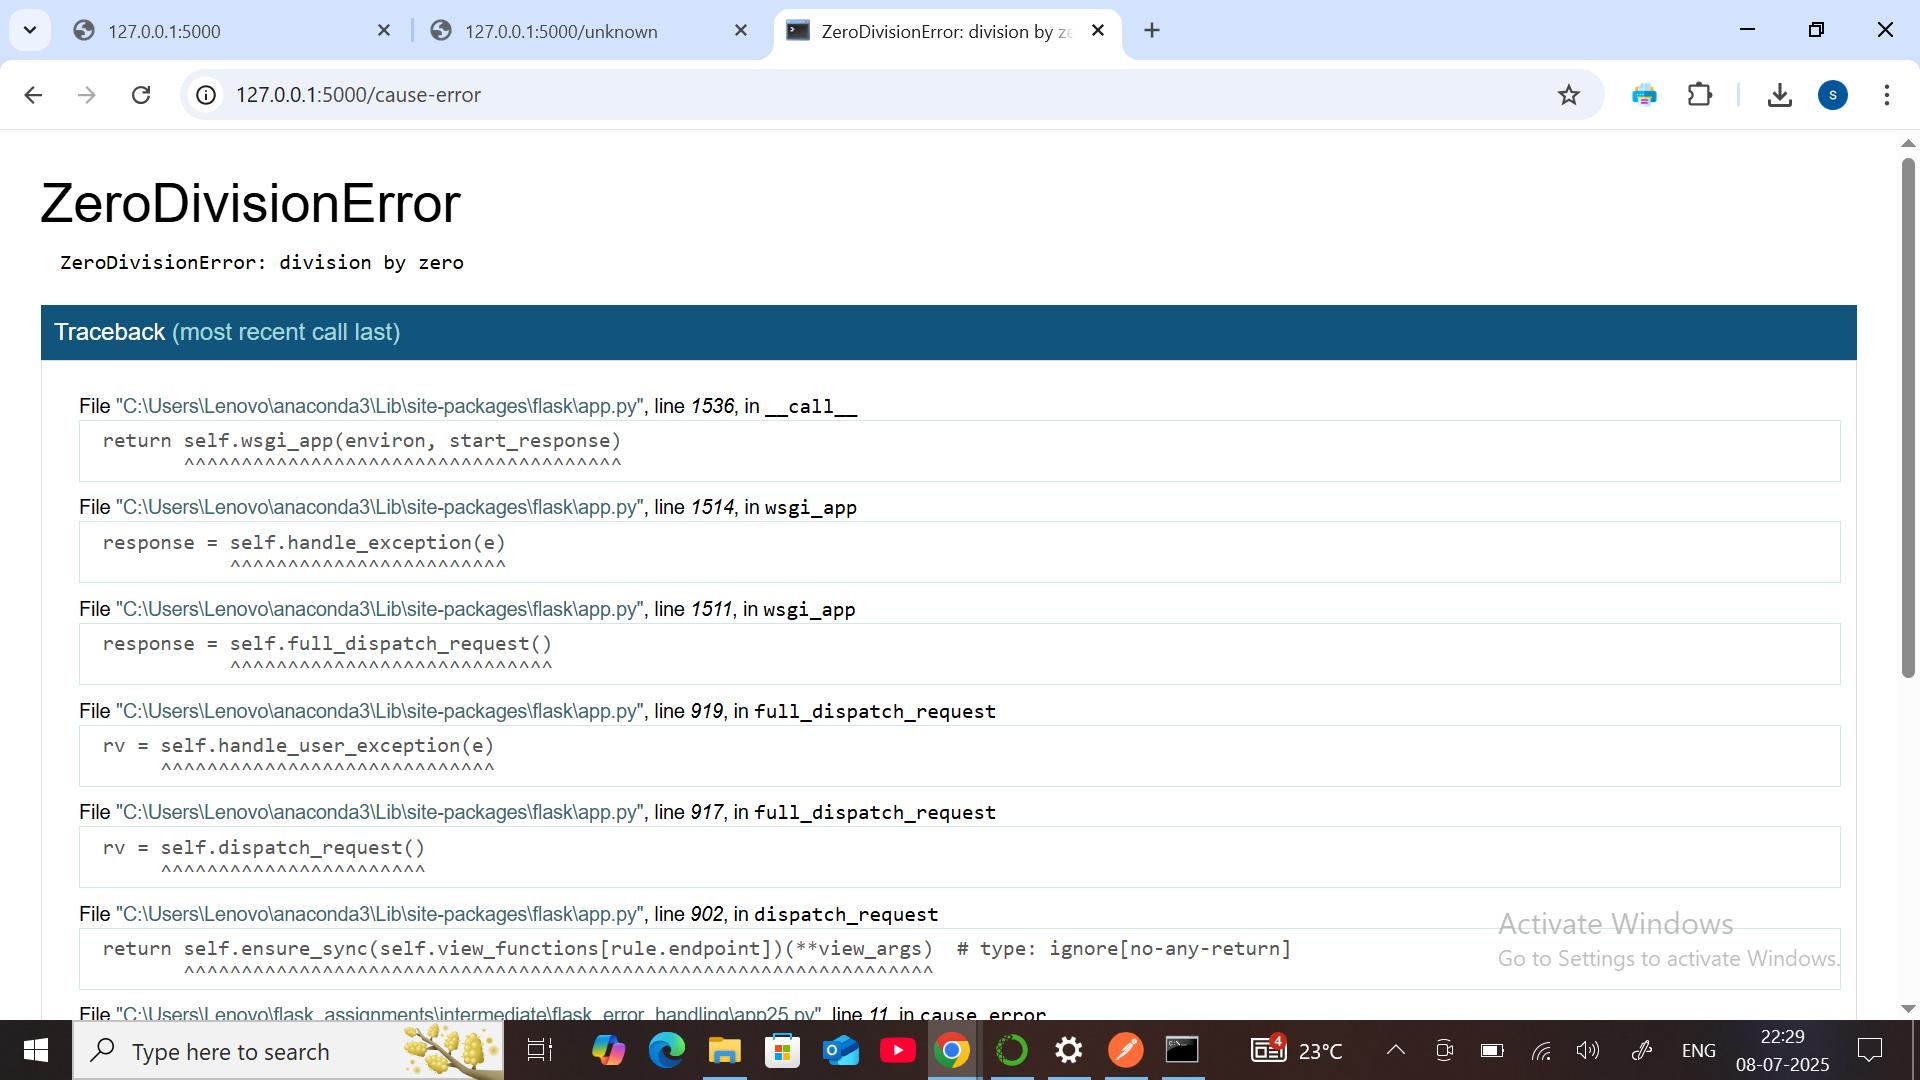 127.0.0.1:5000
127.0.0.1:5000/unknown
ZeroDivisionError: division by ze
127.0.0.1:5000/cause-error
S
ZeroDivisionError
ZeroDivisionError: division by zero
Traceback (most recent call last)
File "C:\Users\Lenovo\anaconda3\Lib\site-packages\flask\app.py", line 1536, in __call__
return self.wsgi_app(environ, start_response)
^^^^^^^^^^^^^^^^^^^^^^^^^^^^^^^^^^^^^^
File "C:\Users\Lenovo\anaconda3\Lib\site-packages\flask\app.py", line 1514, in wsgi_app
response = self.handle_exception(e)
^^^^^^^^^^^^^^^^^^^^^^^^
File "C:\Users\Lenovo\anaconda3\Lib\site-packages\flask\app.py", line 1511, in wsgi_app
response = self.full_dispatch_request()
^^^^^^^^^^^^^^^^^^^^^^^^^^^^
File "C:\Users\Lenovo\anaconda3\Lib\site-packages\flask\app.py", line 919, in full_dispatch_request
rv = self.handle_user_exception(e)
^^^^^^^^^^^^^^^^^^^^^^^^^^^^^
File "C:\Users\Lenovo\anaconda3\Lib\site-packages\flask\app.py", line 917, in full_dispatch_request
rv = self.dispatch_request()
^^^^^^^^^^^^^^^^^^^^^^^
File "C:\Users\Lenovo\anaconda3\Lib\site-packages\flask\app.py", line 902, in dispatch_request
return self.ensure_sync(self.view_functions[rule.endpoint])(**view_args)  # type: ignore[no-any-return]
^^^^^^^^^^^^^^^^^^^^^^^^^^^^^^^^^^^^^^^^^^^^^^^^^^^^^^^^^^^^^^^^^
File "C:\Users\Lenovo\flask_assignments\intermediate\flask_error_handling\app25.py", line 11, in cause_error
Activate Windows
Go to Settings to activate Windows.
Type here to search
4
23°C
ENG
22:29
08-07-2025